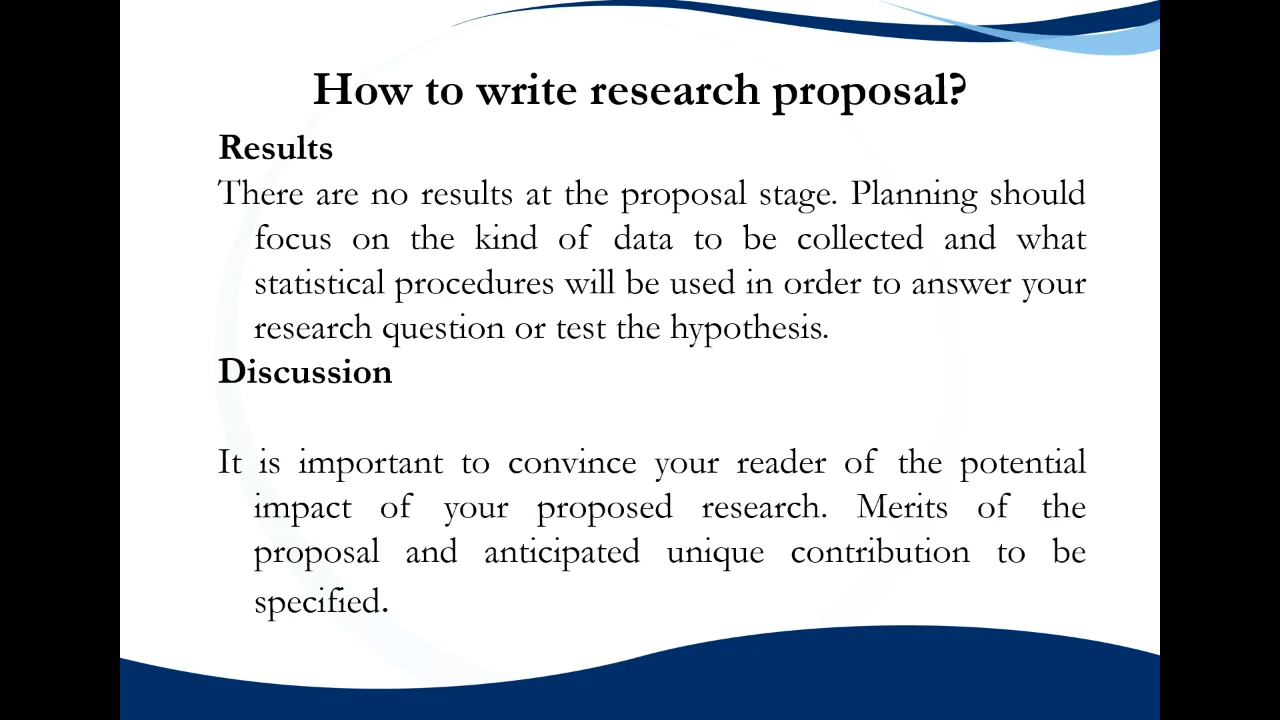 How to write research proposal?
Results
There are no results at the proposal stage. Planning should
focus on the kind of data to be collected and what
statistical procedures will be used in order to answer your
research question or test the hypothesis.
Discussion
It is important to convince your reader of the potential
impact of your proposed research. Merits of the
proposal and anticipated unique contribution to be
specified.